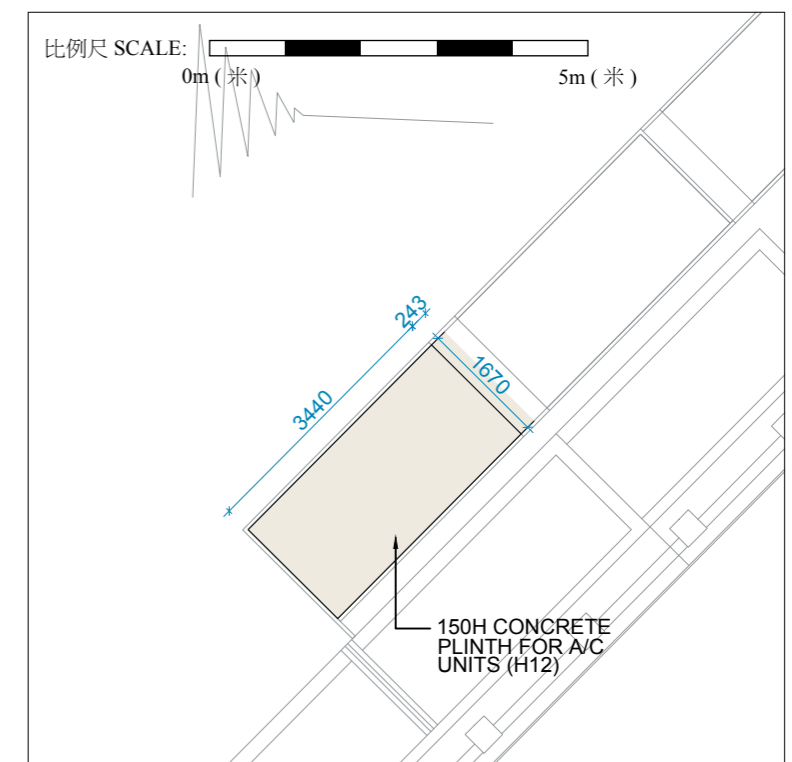 比例尺 SCALE:
0m ( 米 )
5m ( 米 )
243
1670
3440
150H CONCRETE
PLINTH FOR A/C
UNITS (H12)